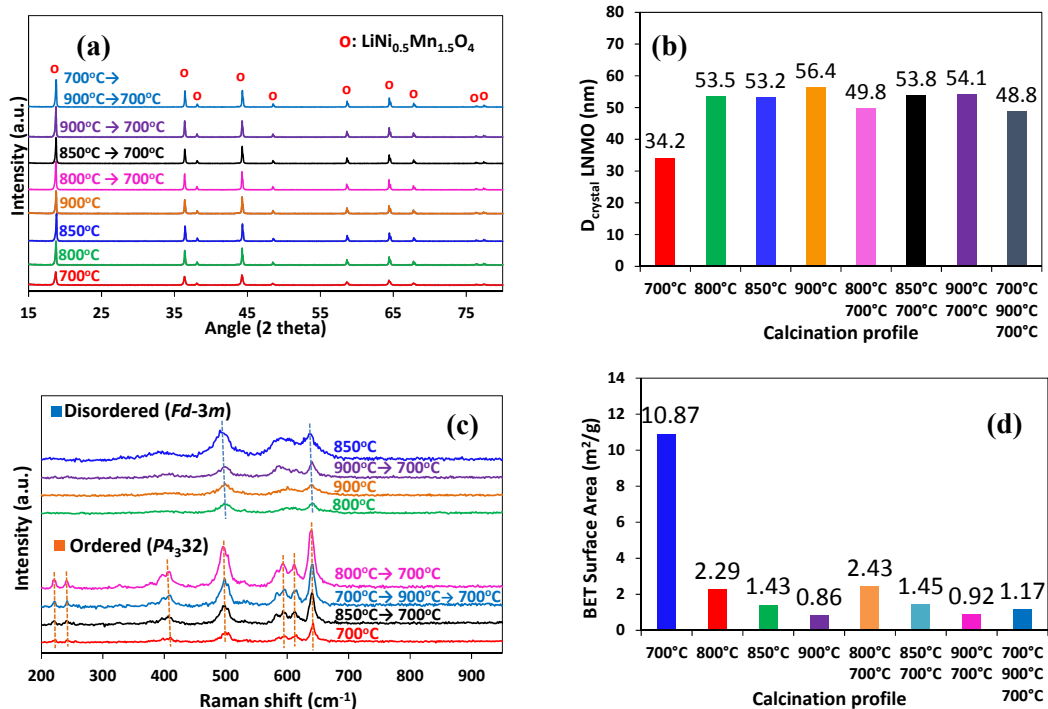 (a)
O: LiNi0.5Mn1.5O4
700°C→
900°C→700°C
900°C → 700°C
850°C → 700°C
800°C → 700°C
900°C
850°C
800°C
700°C
Intensity (a.u.)
15 25 35 45 55 65 75
Angle (2 theta)
(b)
D_crystal LNMO (nm)
80
70
60
50
40
30
20
10
0
34.2 53.5 53.2 56.4 49.8 53.8 54.1 48.8
700°C 800°C 850°C 900°C 800°C 850°C 900°C 700°C
700°C 700°C 700°C 900°C
700°C
Calcination profile
(c)
Disordered (Fd-3m)
850°C
900°C→ 700°C
900°C
800°C
Ordered (P4₃32)
800°C→ 700°C
700°C→ 900°C→ 700°C
850°C→ 700°C
700°C
Intensity (a.u.)
200 300 400 500 600 700 800 900
Raman shift (cm⁻¹)
(d)
BET Surface Area (m²/g)
14
12
10
8
6
4
2
0
10.87 2.29 1.43 0.86 2.43 1.45 0.92 1.17
700°C 800°C 850°C 900°C 800°C 850°C 900°C 700°C
700°C 700°C 700°C 900°C
700°C
Calcination profile